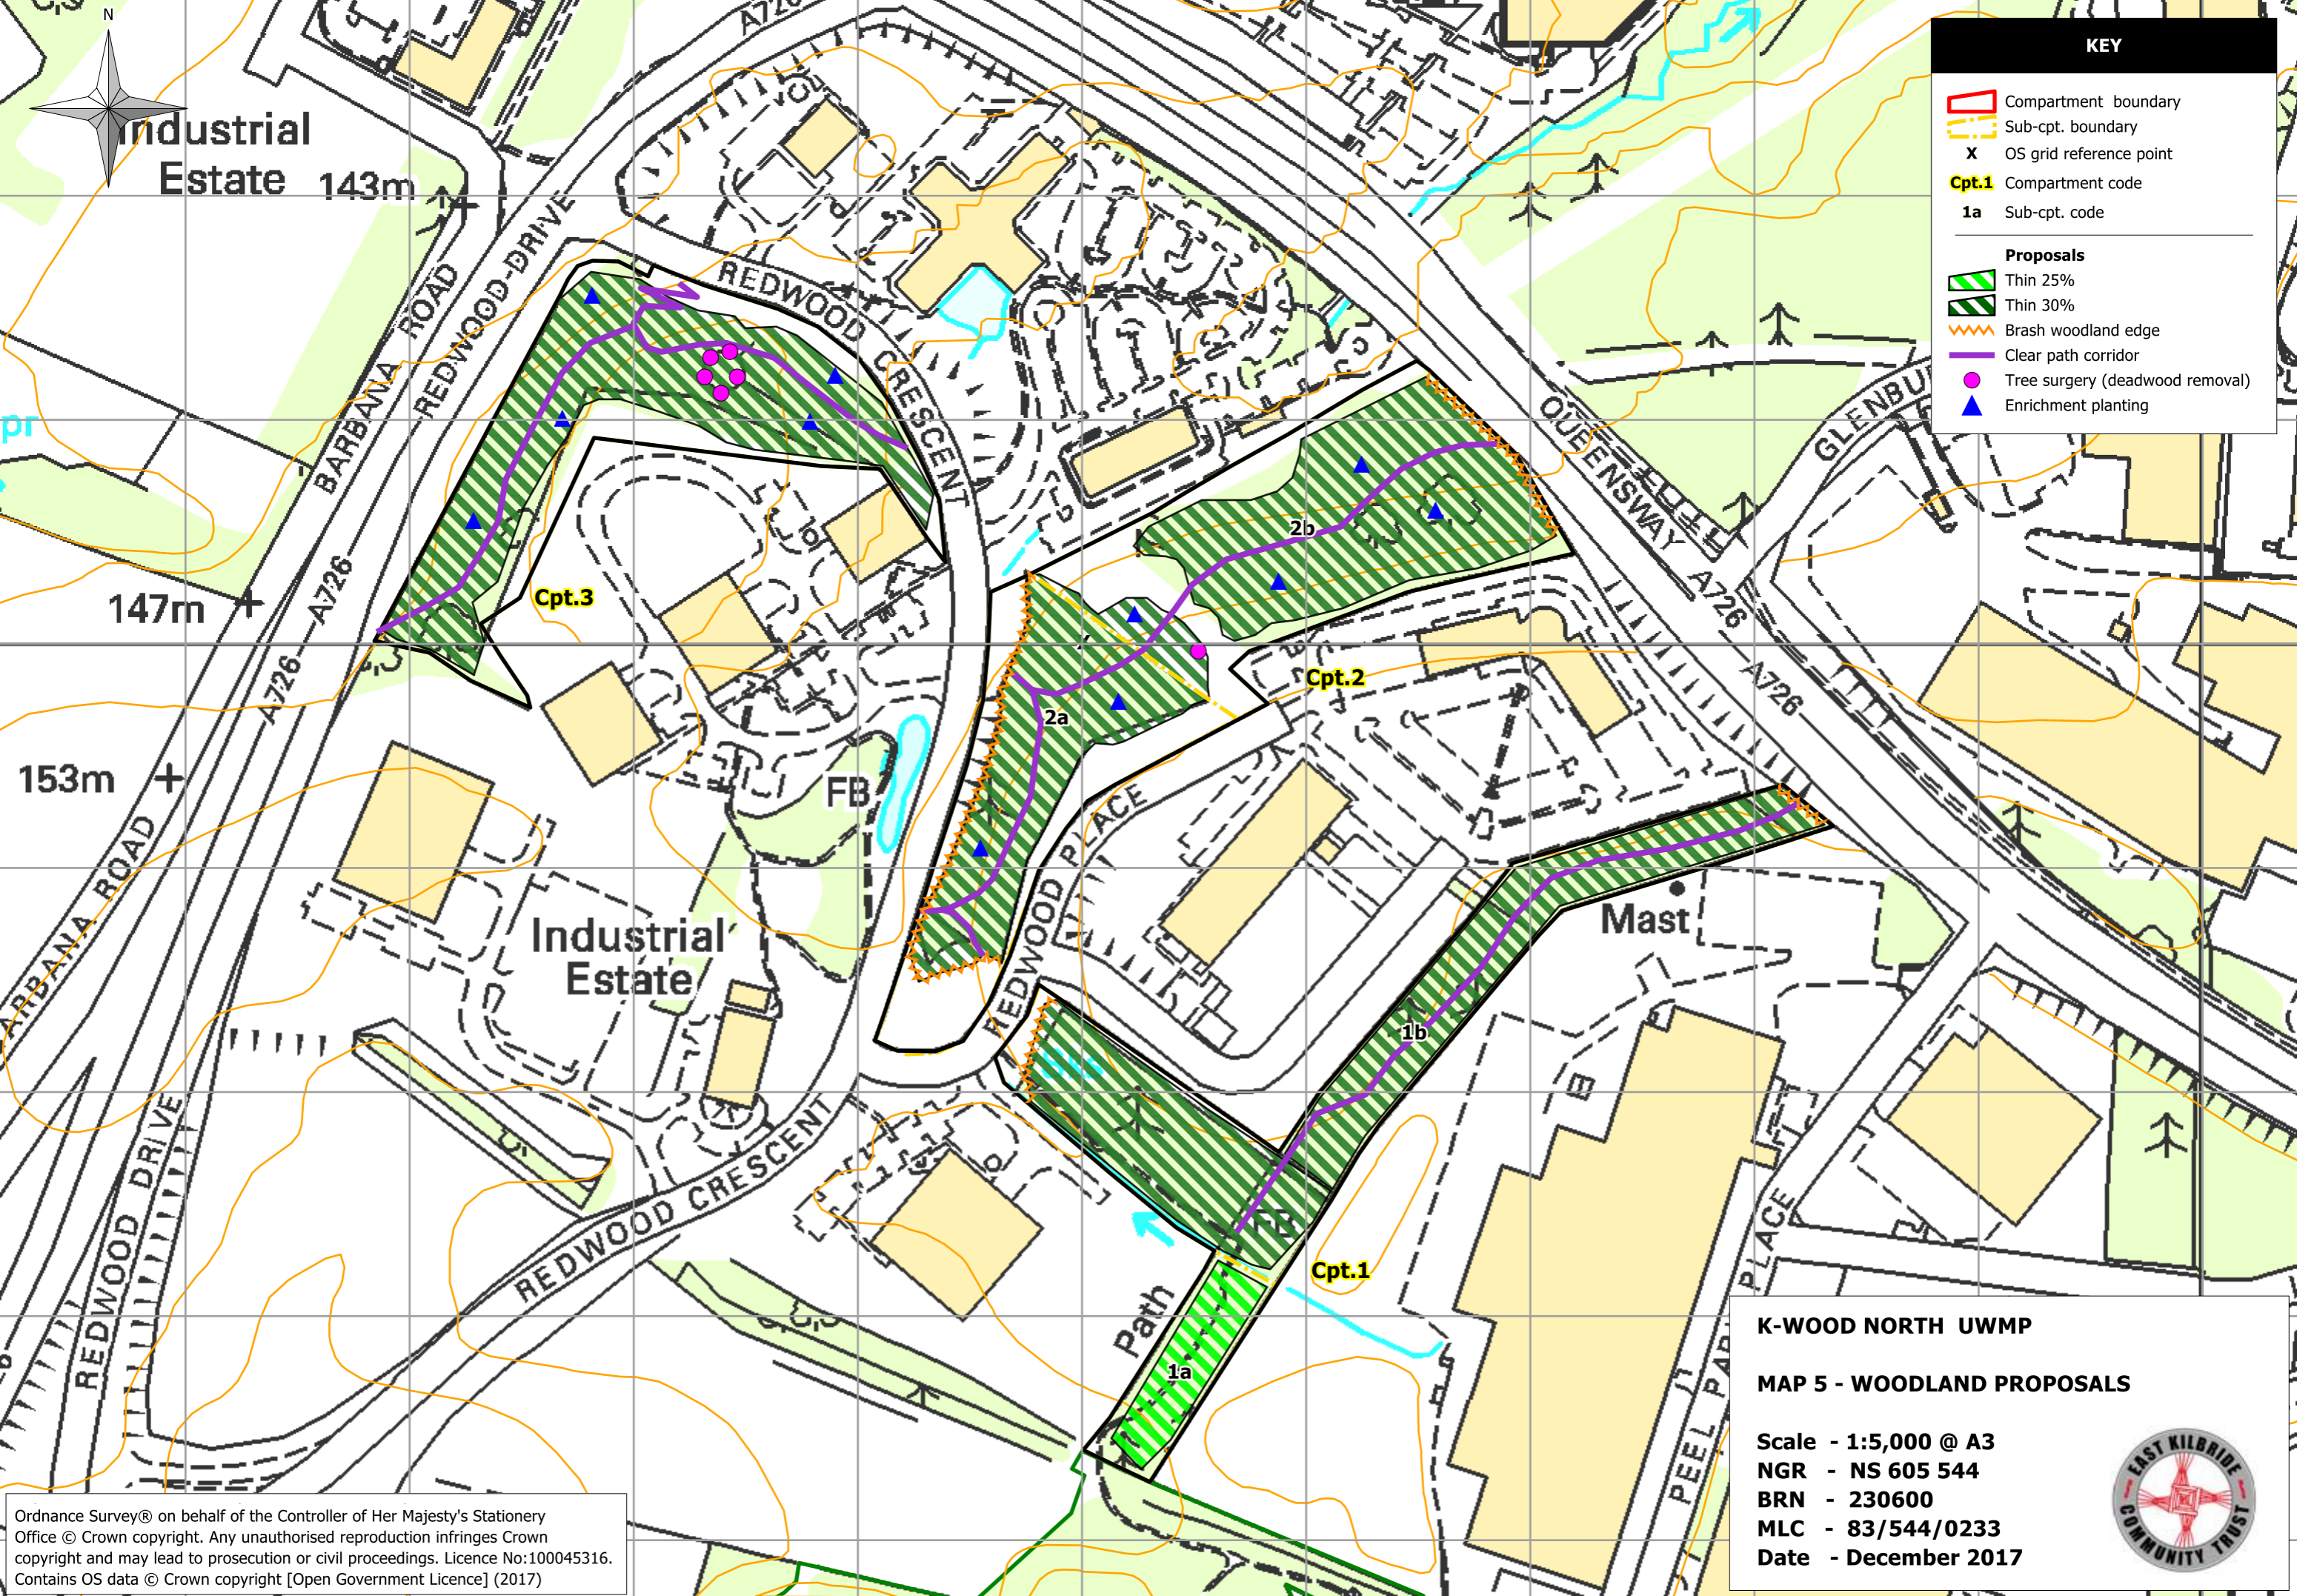 N
A726
Industrial
Estate
143m
BARBANA ROAD
REDWOOD-DRIVE
REDWOOD CRESCENT
pr
147m
A726
A726
153m
BARBANA ROAD
REDWOOD DRIVE
Cpt.3
FB
Industrial
Estate
REDWOOD CRESCENT
2b
2a
Cpt.2
REDWOOD PLACE
REDWOOD
QUEENSWAY
A726
A726
GLENBU
Mast
1b
Cpt.1
Path
1a
PEEL PAR
PLACE
KEY
Compartment boundary
Sub-cpt. boundary
X OS grid reference point
Cpt.1 Compartment code
1a Sub-cpt. code
Proposals
Thin 25%
Thin 30%
Brash woodland edge
Clear path corridor
Tree surgery (deadwood removal)
Enrichment planting
K-WOOD NORTH UWMP
MAP 5 - WOODLAND PROPOSALS
Scale - 1:5,000 @ A3
NGR - NS 605 544
BRN - 230600
MLC - 83/544/0233
Date - December 2017
EAST KILBRIDE
COMMUNITY TRUST
Ordnance Survey® on behalf of the Controller of Her Majesty's Stationery
Office © Crown copyright. Any unauthorised reproduction infringes Crown
copyright and may lead to prosecution or civil proceedings. Licence No:100045316.
Contains OS data © Crown copyright [Open Government Licence] (2017)